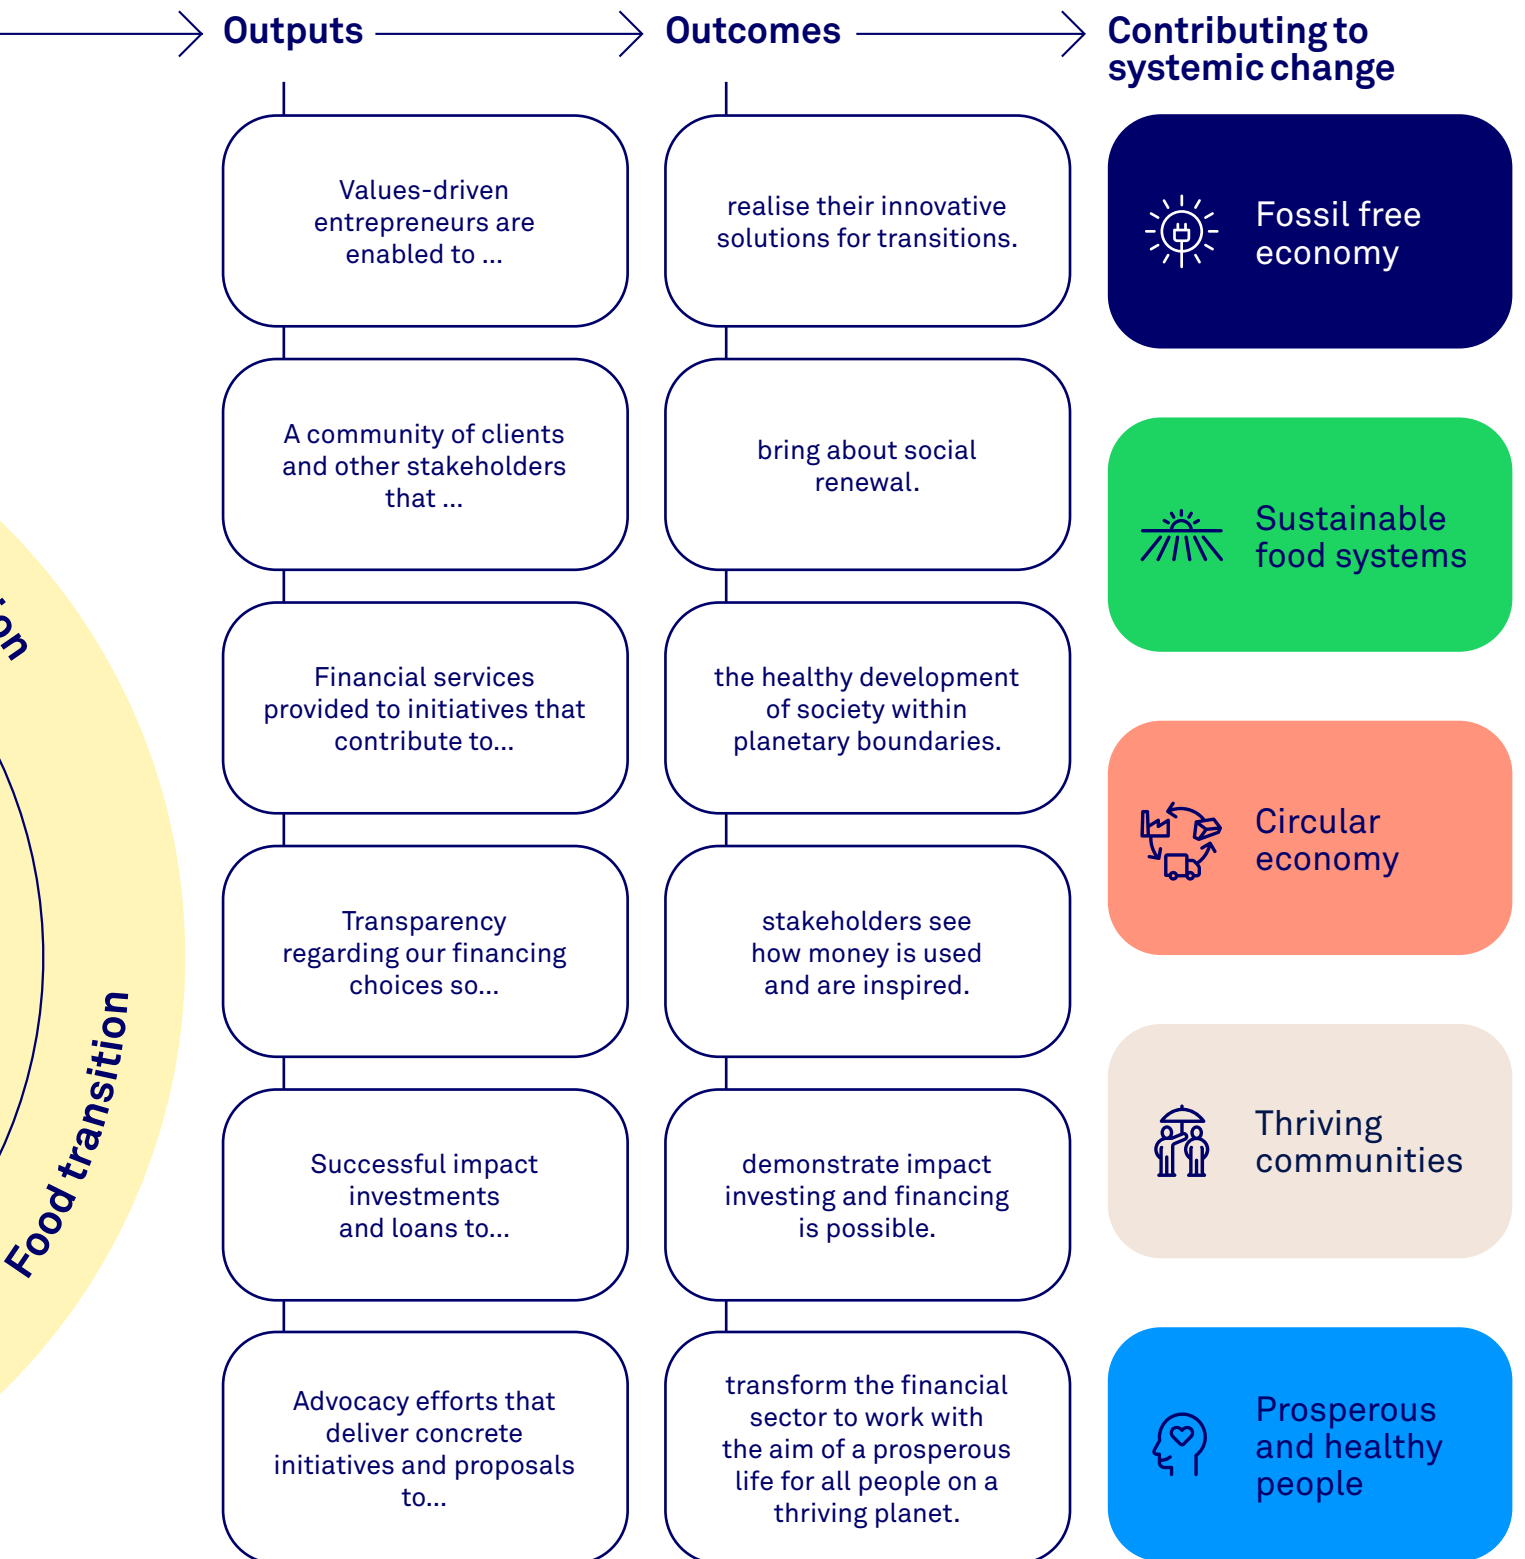 Outputs
Outcomes
Contributing to
systemic change
Values-driven
entrepreneurs are
enabled to ...
realise their innovative
solutions for transitions.
Fossil free
economy
A community of clients
and other stakeholders
that ...
bring about social
renewal.
Sustainable
food systems
Financial services
provided to initiatives that
contribute to...
the healthy development
of society within
planetary boundaries.
Circular
economy
Transparency
regarding our financing
choices so...
stakeholders see
how money is used
and are inspired.
Thriving
communities
Successful impact
investments
and loans to...
demonstrate impact
investing and financing
is possible.
Prosperous
and healthy
people
Advocacy efforts that
deliver concrete
initiatives and proposals
to...
transform the financial
sector to work with
the aim of a prosperous
life for all people on a
thriving planet.
Food transition